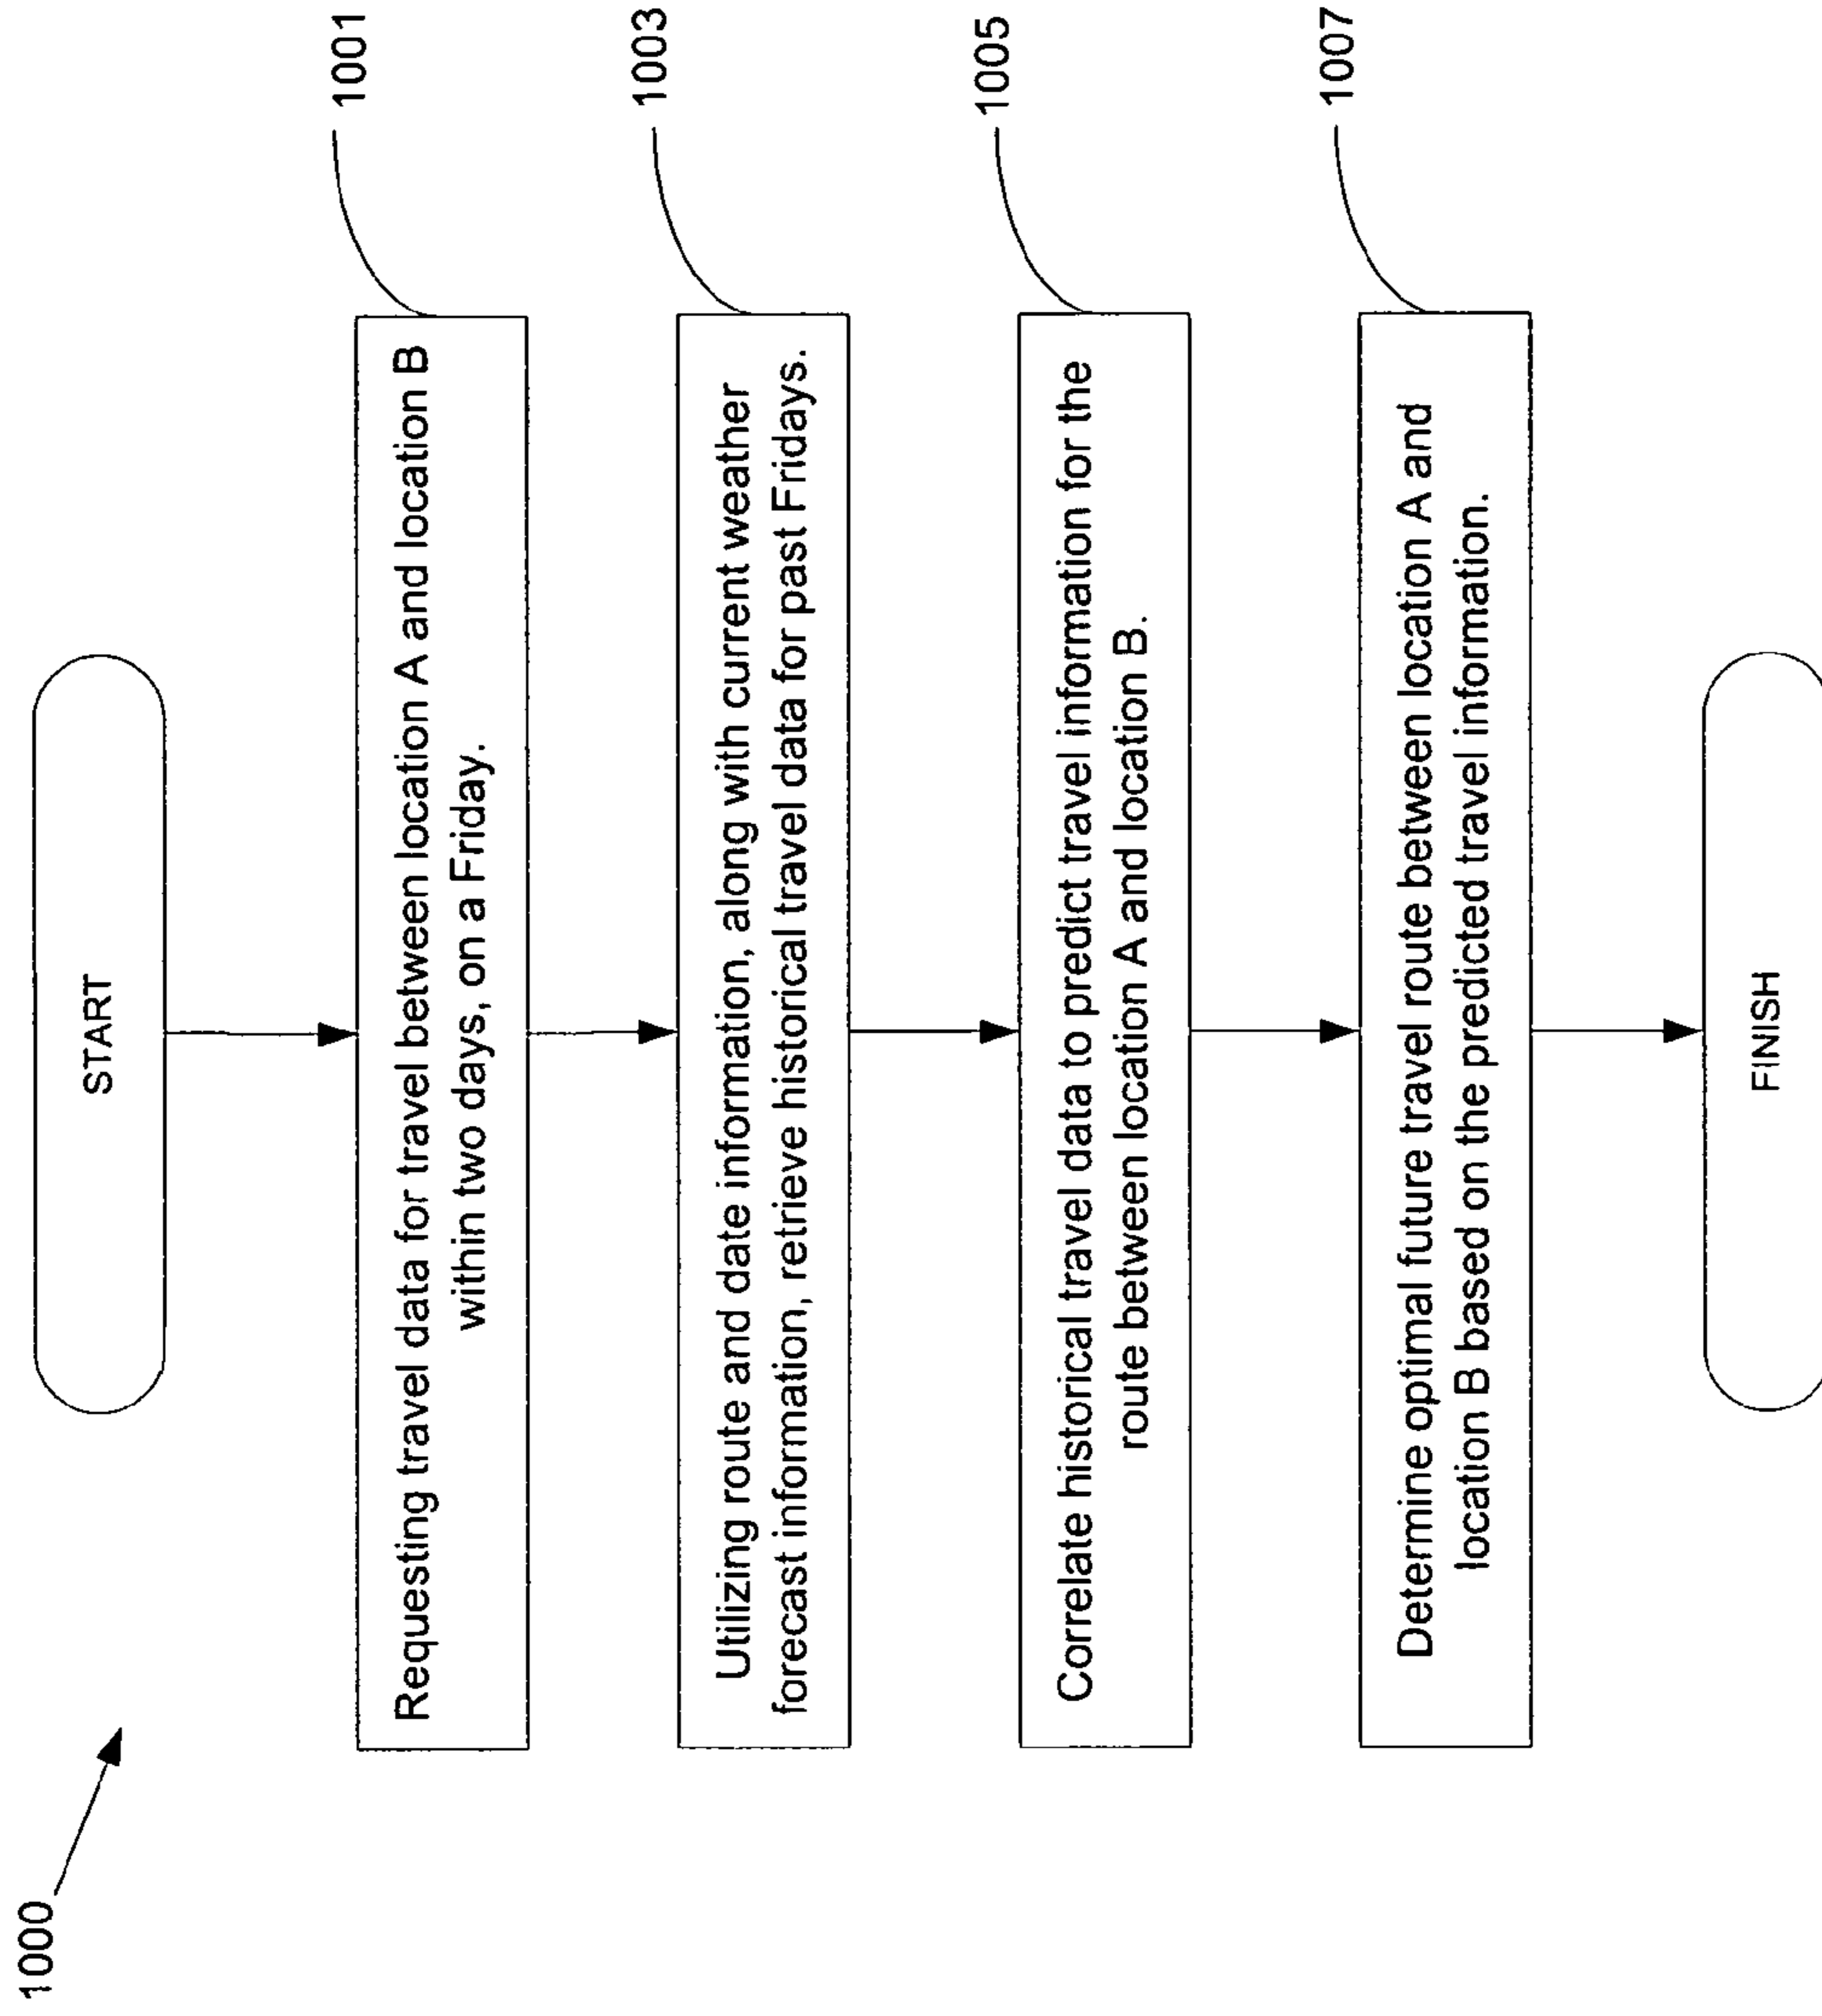 1000
START
1001
Requesting travel data for travel between location A and location B
within two days, on a Friday.
1003
Utilizing route and date information, along with current weather
forecast information, retrieve historical travel data for past Fridays.
1005
Correlate historical travel data to predict travel information for the
route between location A and location B.
1007
Determine optimal future travel route between location A and
location B based on the predicted travel information.
FINISH